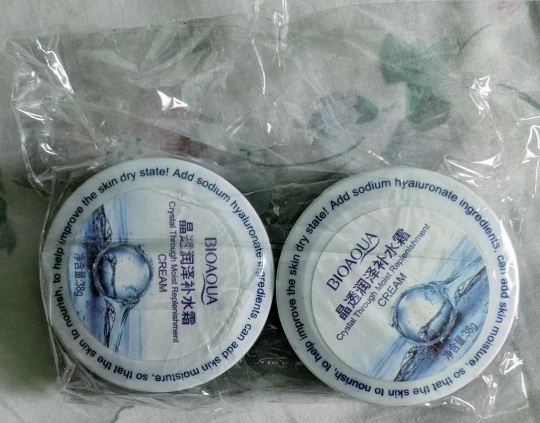 Add sodium hyaluronate ingredients, can add skin moisture, so that the skin to nourish, to help improve the skin dry state!
BIOAQUA
晶透润泽补水霜
Crystal Through Moist Replenishment
CREAM
净含量:38g
Add sodium hyaluronate ingredients, can add skin moisture, so that the skin to nourish, to help improve the skin dry state!
BIOAQUA
晶透润泽补水霜
Crystal Through Moist Replenishment
CREAM
净含量:38g